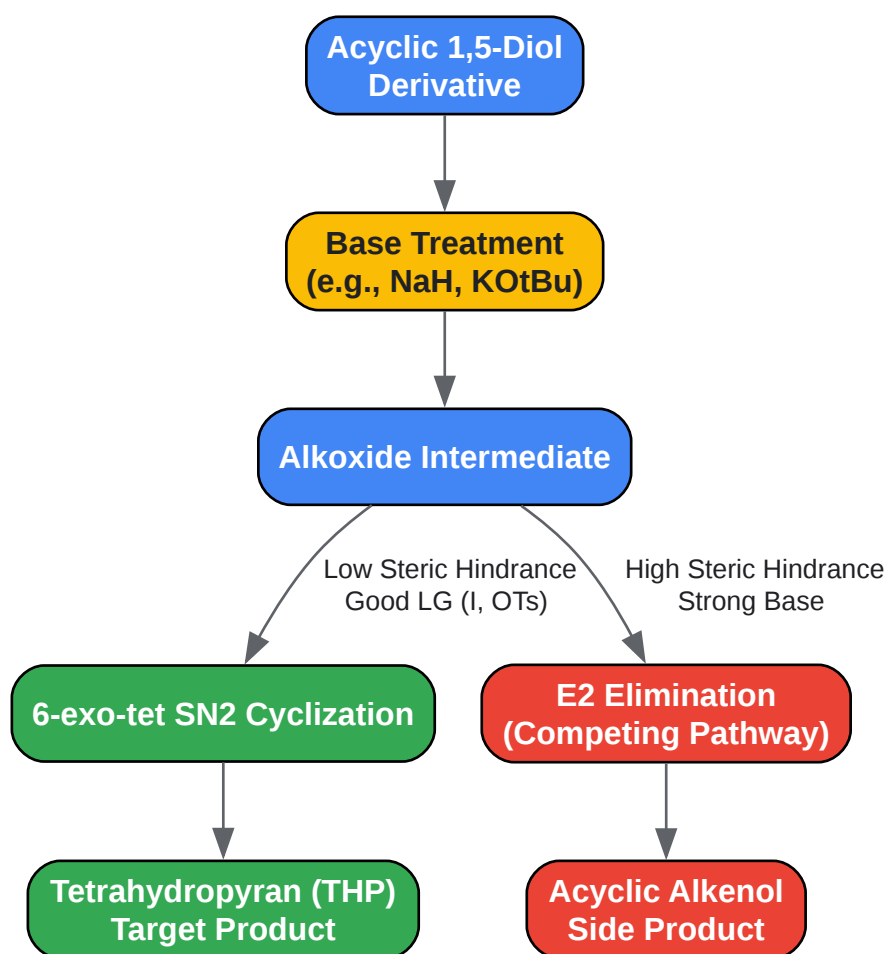 Acyclic 1,5-Diol
Derivative
Base Treatment
(e.g., NaH, KOtBu)
Alkoxide Intermediate
Low Steric Hindrance
Good LG (I, OTs)
High Steric Hindrance
Strong Base
6-exo-tet SN2 Cyclization
E2 Elimination
(Competing Pathway)
Tetrahydropyran (THP)
Target Product
Acyclic Alkenol
Side Product